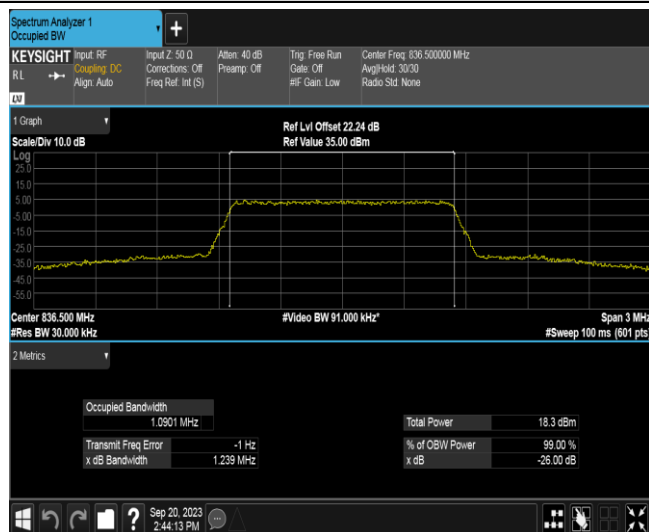 Spectrum Analyzer 1
Occupied BW
+
KEYSIGHT Input: RF Input Z: 50 Ω Atten: 40 dB Trig: Free Run Center Freq: 836.500000 MHz
RL Coupling: DC Corrections: Off Preamp: Off Gate: Off Avg|Hold: 30/30
Align: Auto Freq Ref: Int (S) #IF Gain: Low Radio Std: None
LXI
1 Graph
Ref Lvl Offset 22.24 dB
Scale/Div 10.0 dB Ref Value 35.00 dBm
Log
25.0
15.0
5.00
-5.00
-15.0
-25.0
-35.0
-45.0
-55.0
Center 836.500 MHz #Video BW 91.000 kHz* Span 3 MHz
#Res BW 30.000 kHz #Sweep 100 ms (601 pts)
2 Metrics
Occupied Bandwidth
1.0901 MHz Total Power 18.3 dBm
Transmit Freq Error -1 Hz % of OBW Power 99.00 %
x dB Bandwidth 1.239 MHz x dB -26.00 dB
? Sep 20, 2023
2:44:13 PM